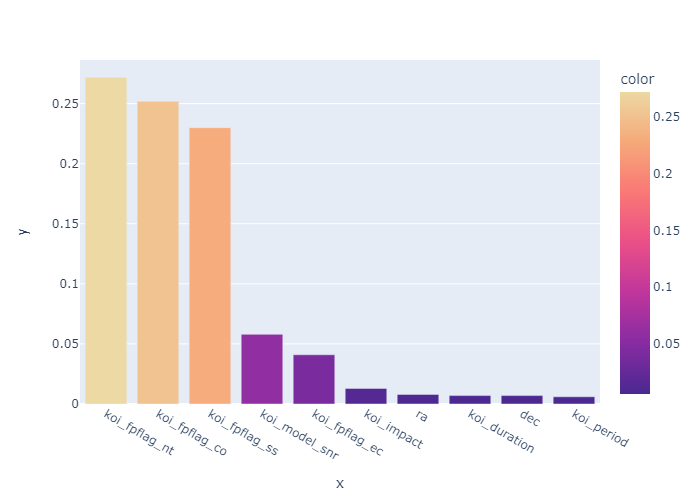 color
0.25
0.2
0.15
0.1
0.05
0
y
koi_fpflag_nt
koi_fpflag_co
koi_fpflag_ss
koi_model_snr
koi_fpflag_ec
koi_impact
ra
koi_duration
dec
koi_period
x
0.25
0.2
0.15
0.1
0.05